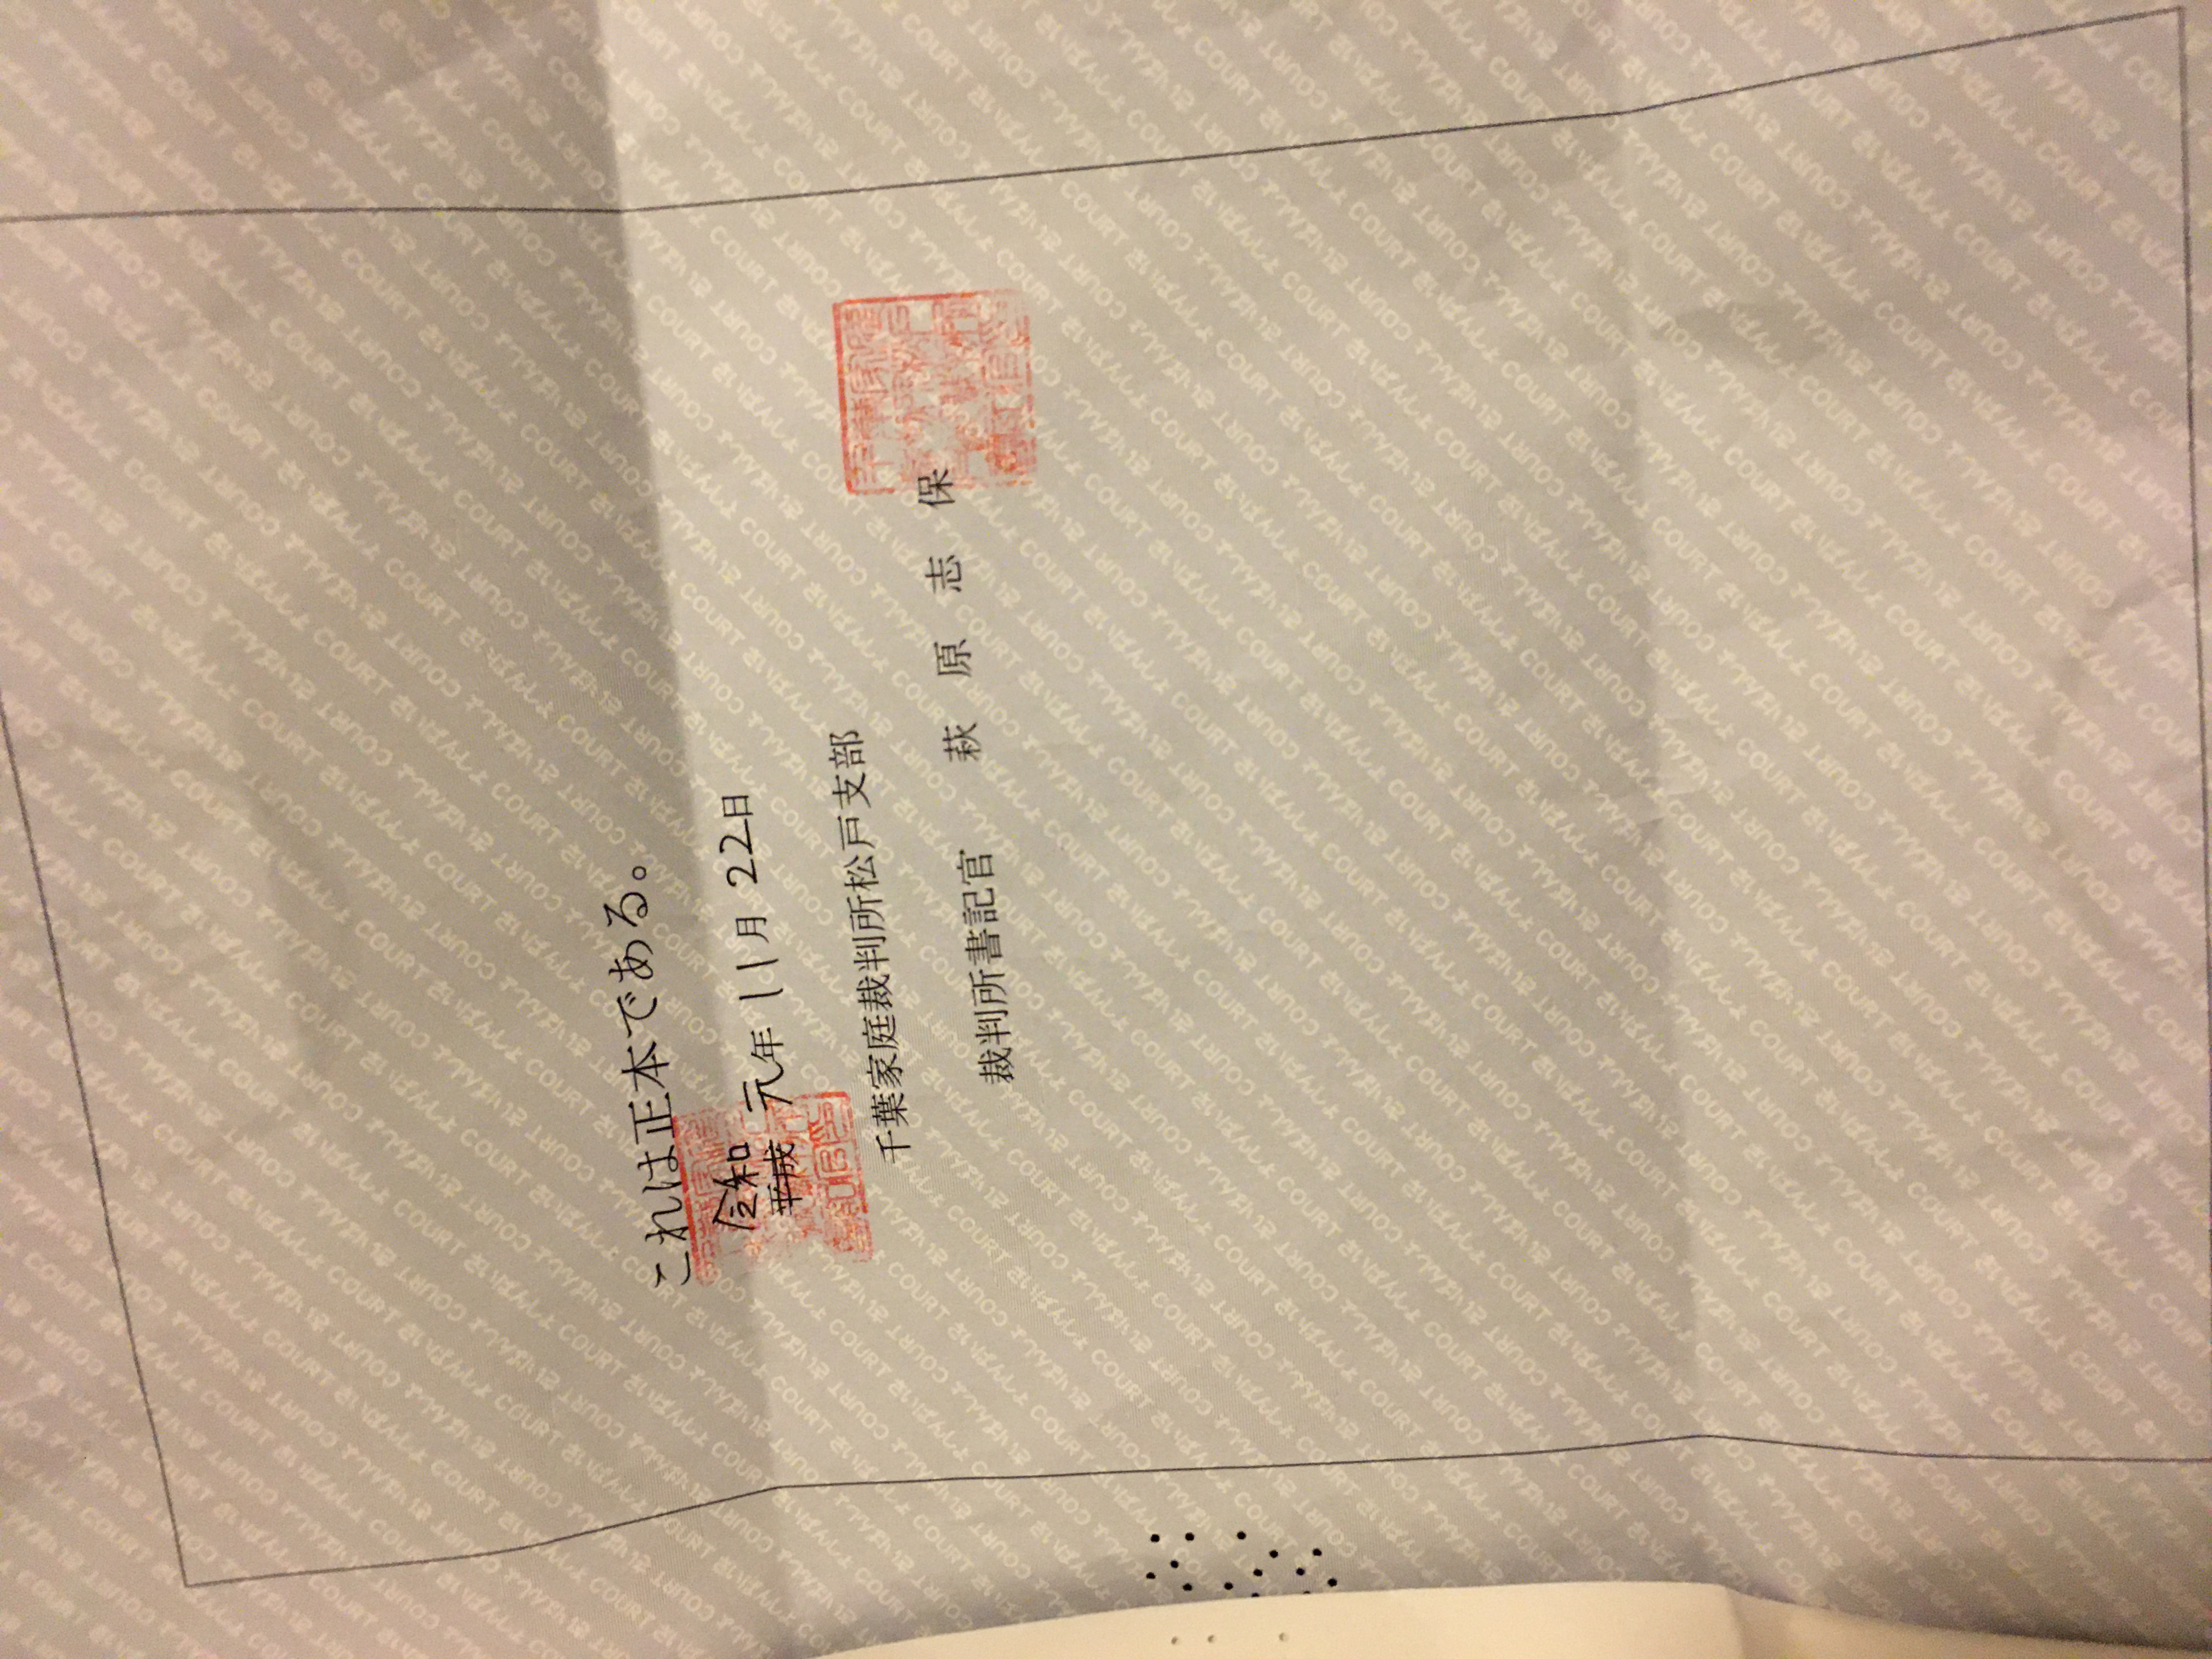 これは正本である。
令和
平成 元年 11月 22日
千葉家庭裁判所松戸支部
裁判所書記官 萩原志保